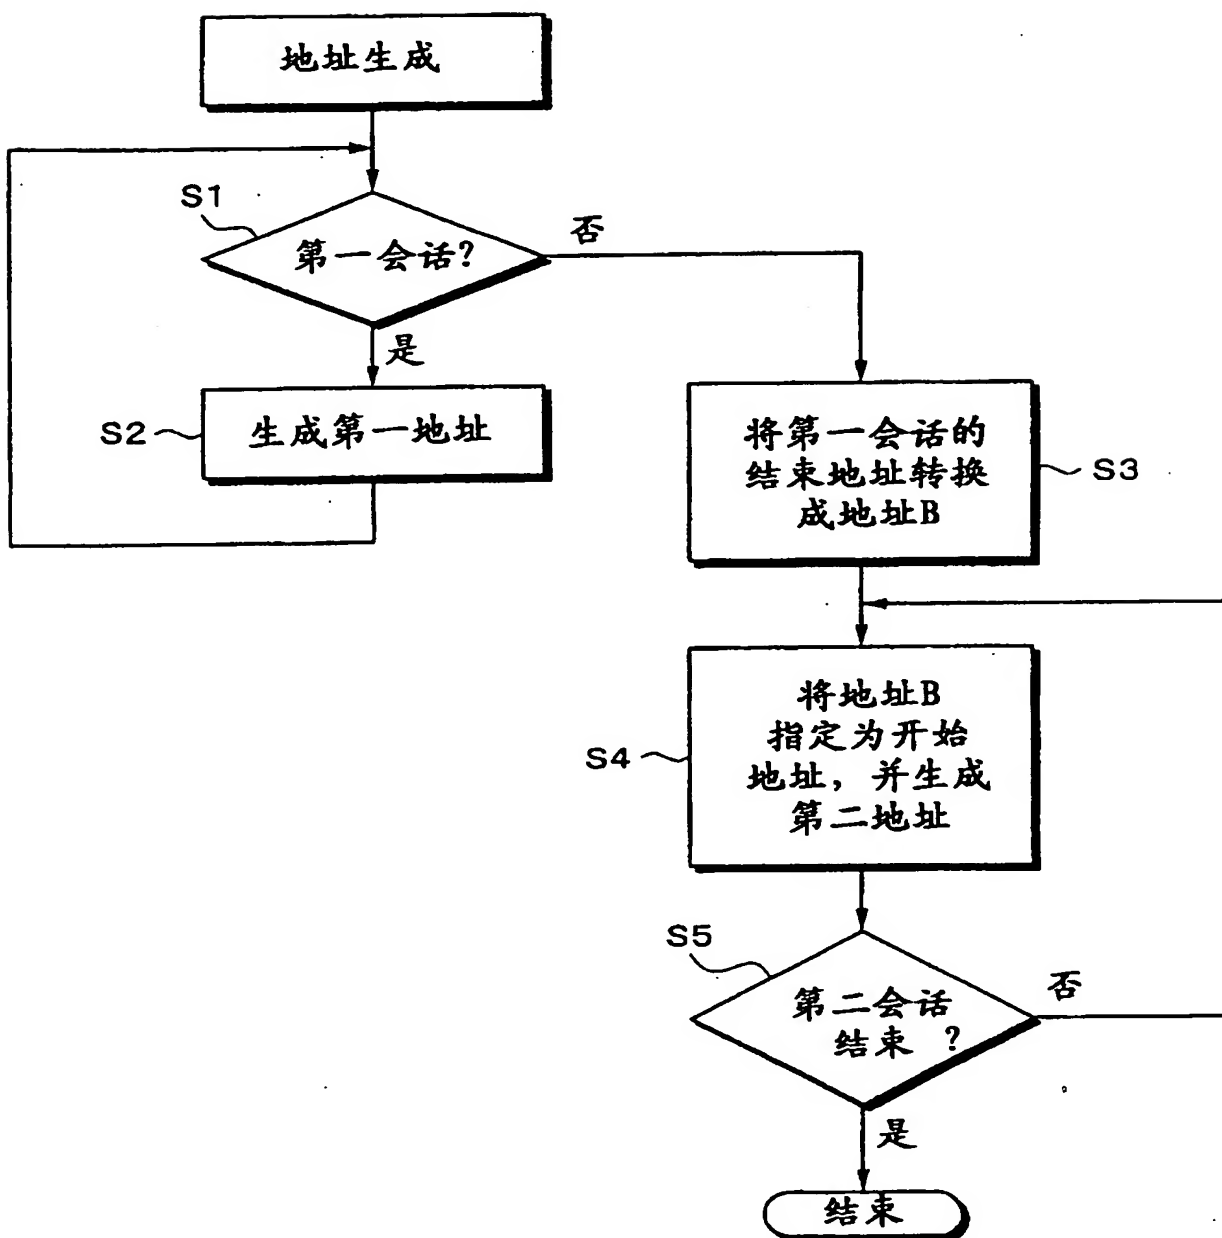 地址生成
S1
第一会话?
否
是
S2
生成第一地址
将第一会话的
结束地址转换
成地址B
S3
将地址B
指定为开始
地址，并生成
第二地址
S4
S5
第二会话
结束 ?
否
是
结束